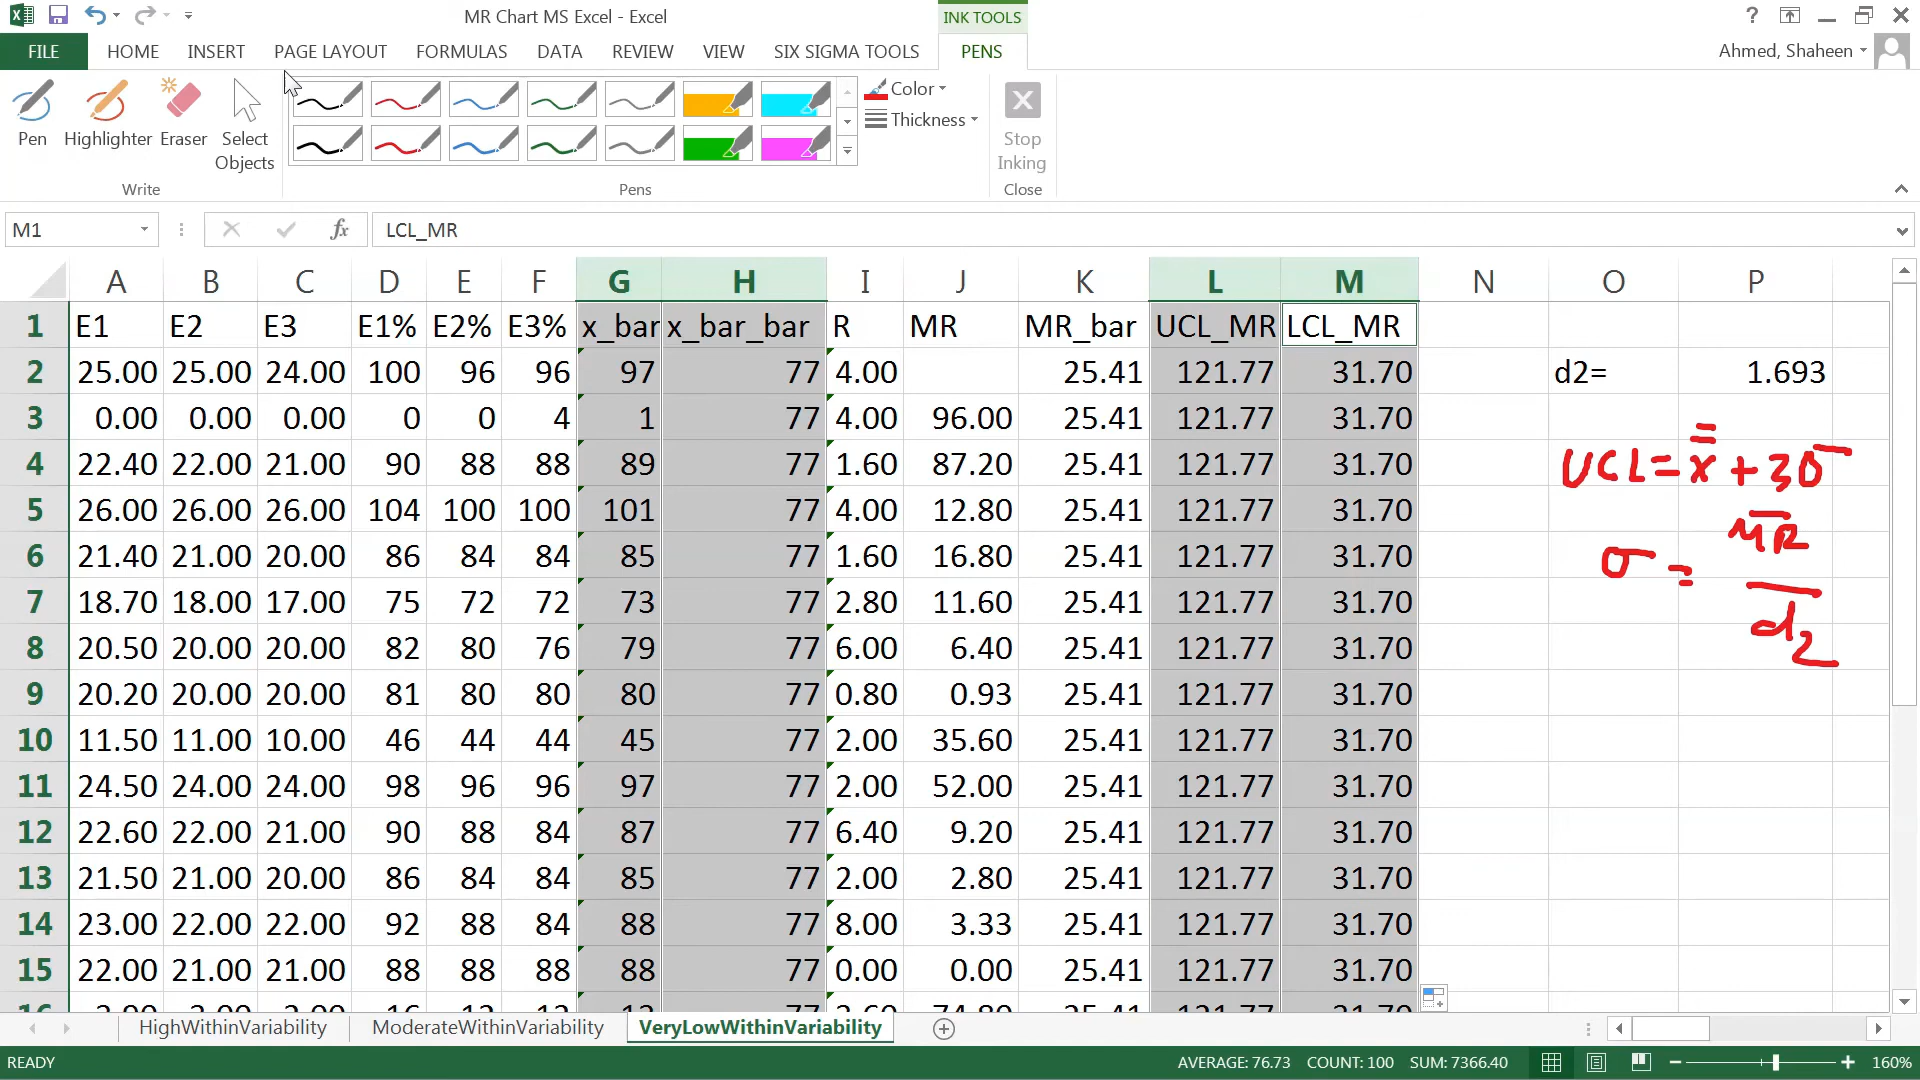 MR Chart MS Excel - Excel
INK TOOLS
FILE HOME INSERT PAGE LAYOUT FORMULAS DATA REVIEW VIEW SIX SIGMA TOOLS PENS
Ahmed, Shaheen
Pen Highlighter Eraser Select Objects
Color
Thickness
Stop Inking
Write Pens Close
M1 fx LCL_MR
A B C D E F G H I J K L M N O P
1 E1 E2 E3 E1% E2% E3% x_bar x_bar_bar R MR MR_bar UCL_MR LCL_MR
2 25.00 25.00 24.00 100 96 96 97 77 4.00 25.41 121.77 31.70 d2= 1.693
3 0.00 0.00 0.00 0 0 4 1 77 4.00 96.00 25.41 121.77 31.70
4 22.40 22.00 21.00 90 88 88 89 77 1.60 87.20 25.41 121.77 31.70
5 26.00 26.00 26.00 104 100 100 101 77 4.00 12.80 25.41 121.77 31.70
6 21.40 21.00 20.00 86 84 84 85 77 1.60 16.80 25.41 121.77 31.70
7 18.70 18.00 17.00 75 72 72 73 77 2.80 11.60 25.41 121.77 31.70
8 20.50 20.00 20.00 82 80 76 79 77 6.00 6.40 25.41 121.77 31.70
9 20.20 20.00 20.00 81 80 80 80 77 0.80 0.93 25.41 121.77 31.70
10 11.50 11.00 10.00 46 44 44 45 77 2.00 35.60 25.41 121.77 31.70
11 24.50 24.00 24.00 98 96 96 97 77 2.00 52.00 25.41 121.77 31.70
12 22.60 22.00 21.00 90 88 84 87 77 6.40 9.20 25.41 121.77 31.70
13 21.50 21.00 20.00 86 84 84 85 77 2.00 2.80 25.41 121.77 31.70
14 23.00 22.00 22.00 92 88 84 88 77 8.00 3.33 25.41 121.77 31.70
15 22.00 21.00 21.00 88 88 88 88 77 0.00 0.00 25.41 121.77 31.70
UCL = x̿ + 3σ
σ = M̅R̅ / d₂
HighWithinVariability ModerateWithinVariability VeryLowWithinVariability
READY AVERAGE: 76.73 COUNT: 100 SUM: 7366.40 160%